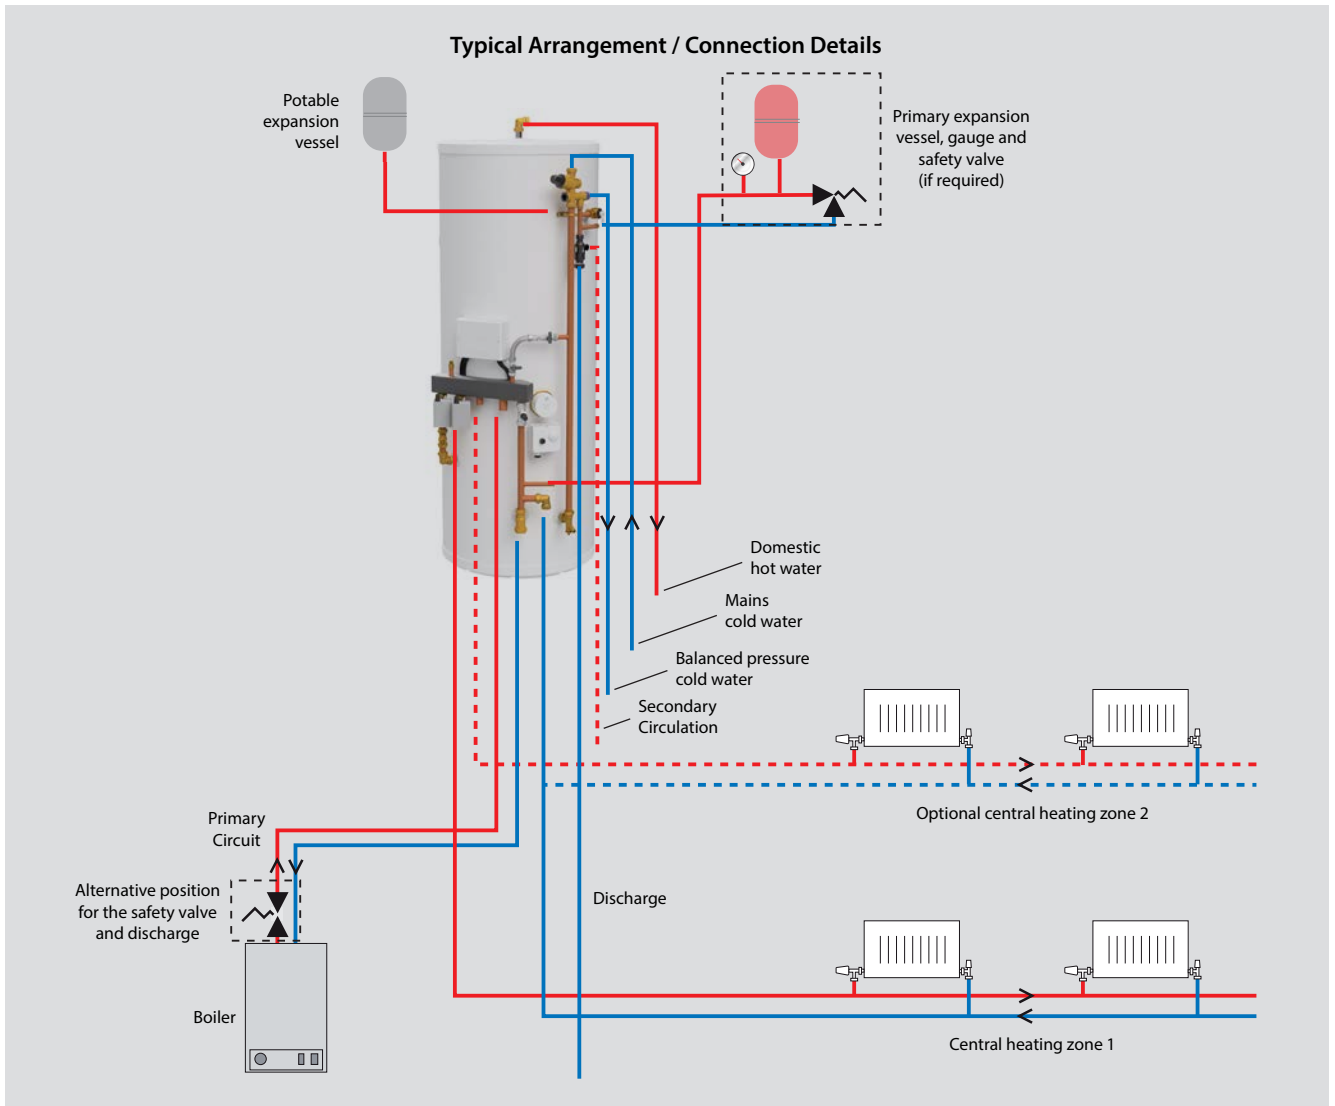 Typical Arrangement / Connection Details
Potable
expansion
vessel
Primary expansion
vessel, gauge and
safety valve
(if required)
Domestic
hot water
Mains
cold water
Balanced pressure
cold water
Secondary
Circulation
Optional central heating zone 2
Primary
Circuit
Alternative position
for the safety valve
and discharge
Discharge
Boiler
Central heating zone 1